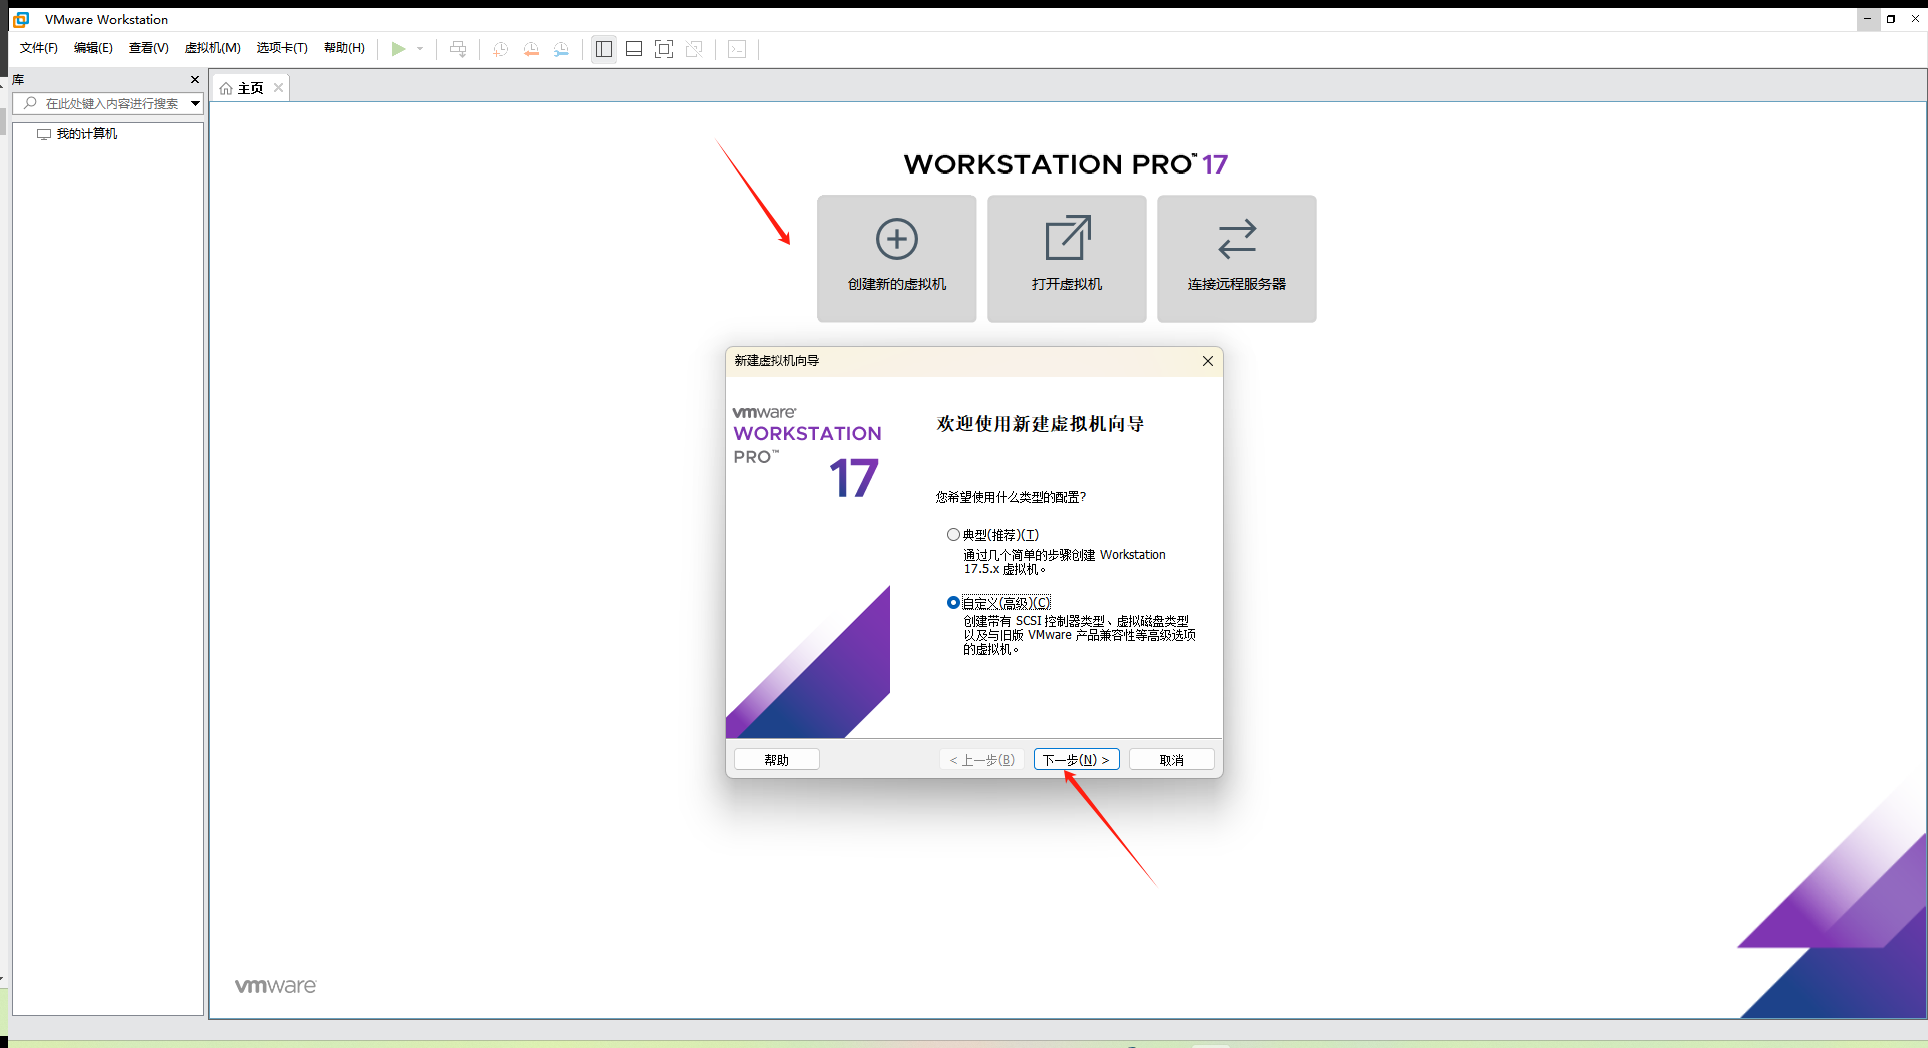 VMware Workstation
文件(F) 编辑(E) 查看(V) 虚拟机(M) 选项卡(T) 帮助(H)
库
主页
在此处键入内容进行搜索
我的计算机
WORKSTATION PRO™ 17
创建新的虚拟机
打开虚拟机
连接远程服务器
新建虚拟机向导
vmware
WORKSTATION
PRO™
17
欢迎使用新建虚拟机向导
您希望使用什么类型的配置?
典型(推荐)(T)
通过几个简单的步骤创建 Workstation
17.5.x 虚拟机。
自定义(高级)(C)
创建带有 SCSI 控制器类型、虚拟磁盘类型
以及与旧版 VMware 产品兼容性等高级选项
的虚拟机。
帮助
< 上一步(B)
下一步(N) >
取消
vmware